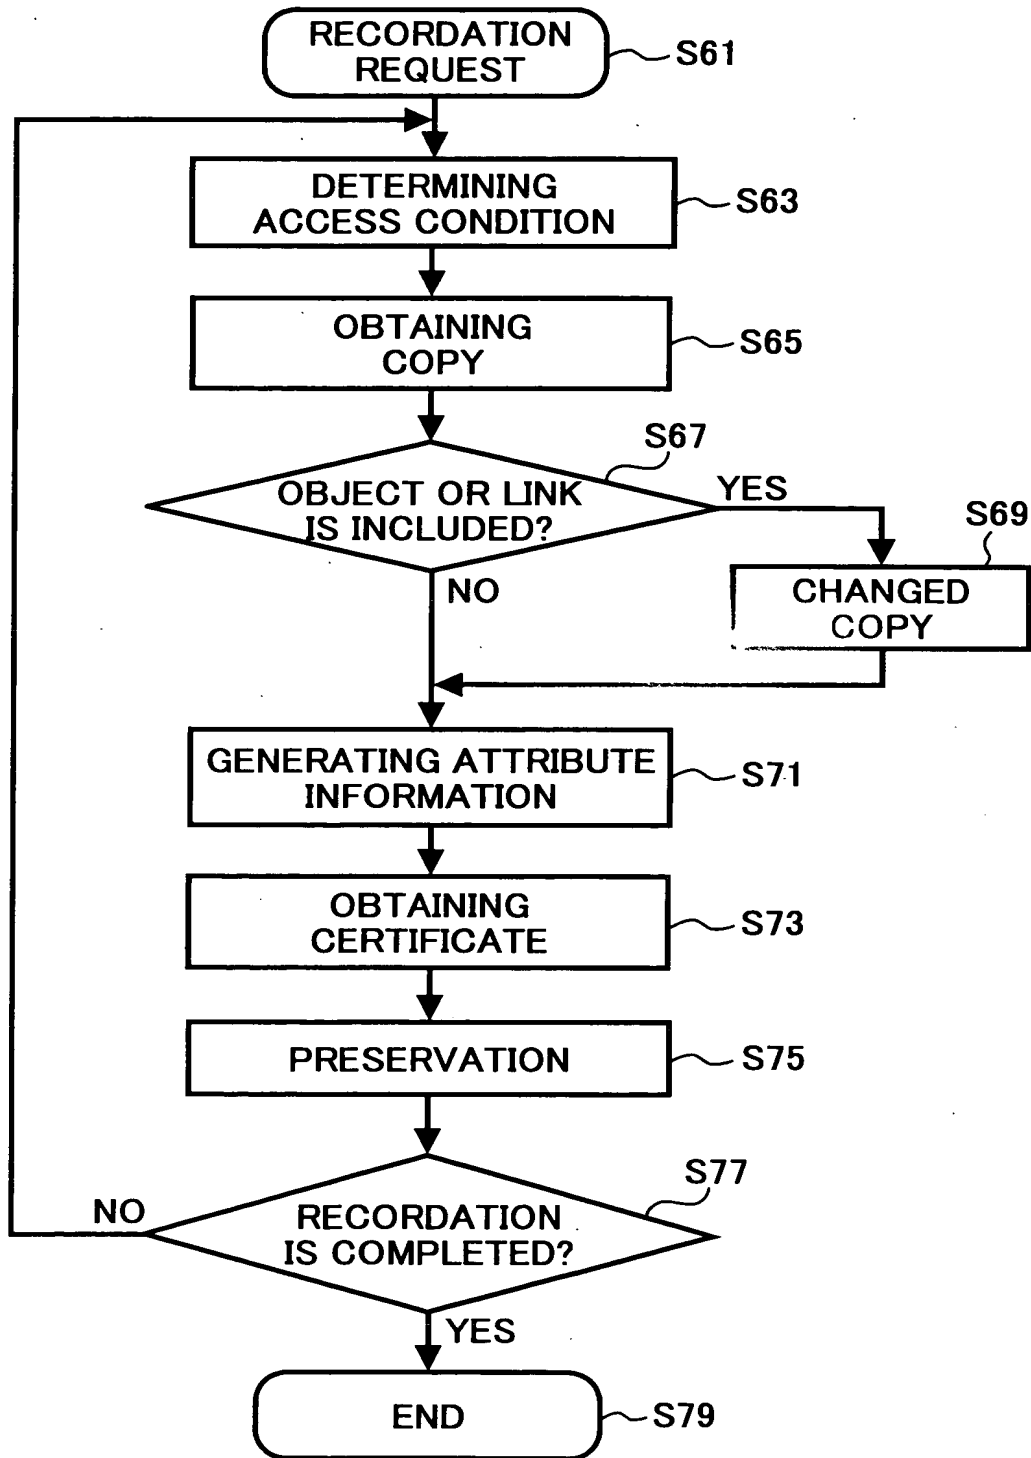 RECORDATION
REQUEST
S61
DETERMINING
ACCESS CONDITION
S63
OBTAINING
COPY
S65
S67
OBJECT OR LINK
IS INCLUDED?
YES
S69
NO
CHANGED
COPY
GENERATING ATTRIBUTE
INFORMATION
S71
OBTAINING
CERTIFICATE
S73
PRESERVATION
S75
S77
NO
RECORDATION
IS COMPLETED?
YES
END
S79